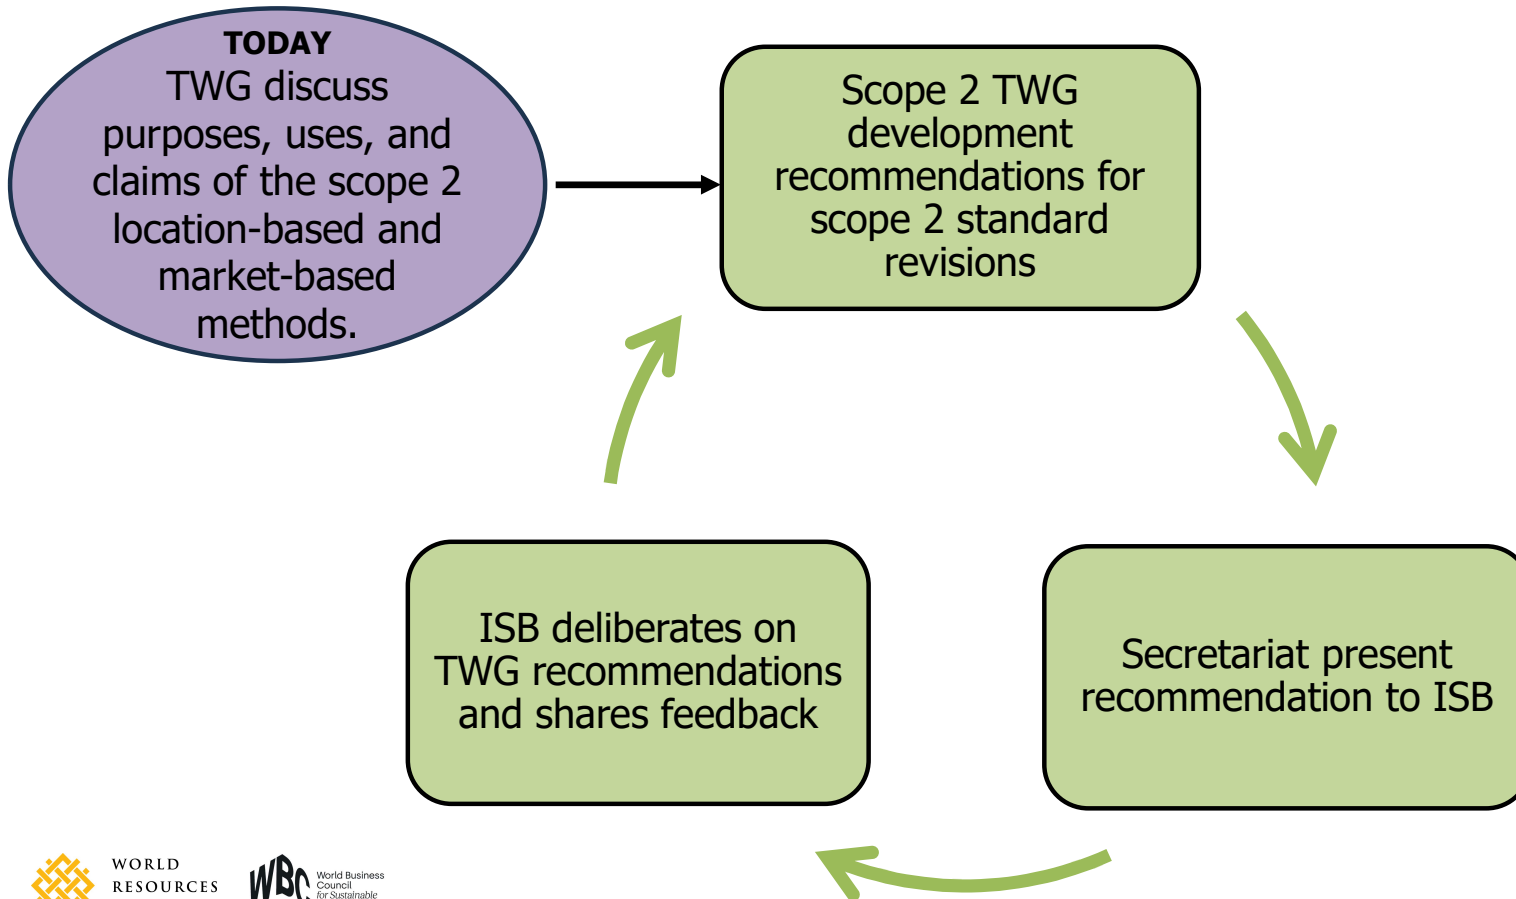 TODAY
TWG discuss
purposes, uses, and
claims of the scope 2
location-based and
market-based
methods.
Scope 2 TWG
development
recommendations for
scope 2 standard
revisions
ISB deliberates on
TWG recommendations
and shares feedback
Secretariat present
recommendation to ISB
WORLD
RESOURCES
World Business
Council
for Sustainable